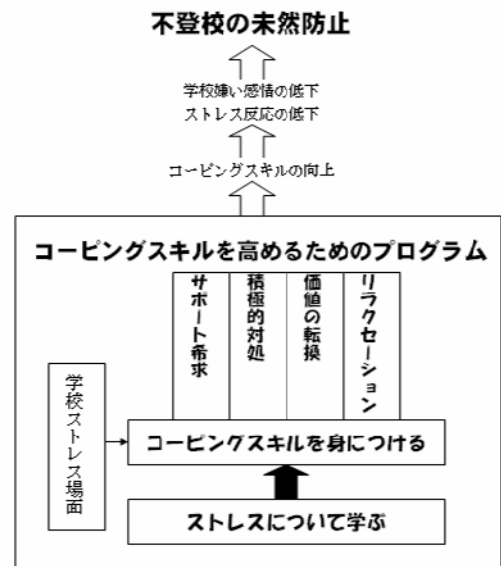 不登校の未然防止
学校嫌い感情の低下
ストレス反応の低下
コーピングスキルの向上
コーピングスキルを高めるためのプログラム
サポート希求
積極的対処
価値の転換
リラクセーション
学校ストレス場面
コーピングスキルを身につける
ストレスについて学ぶ